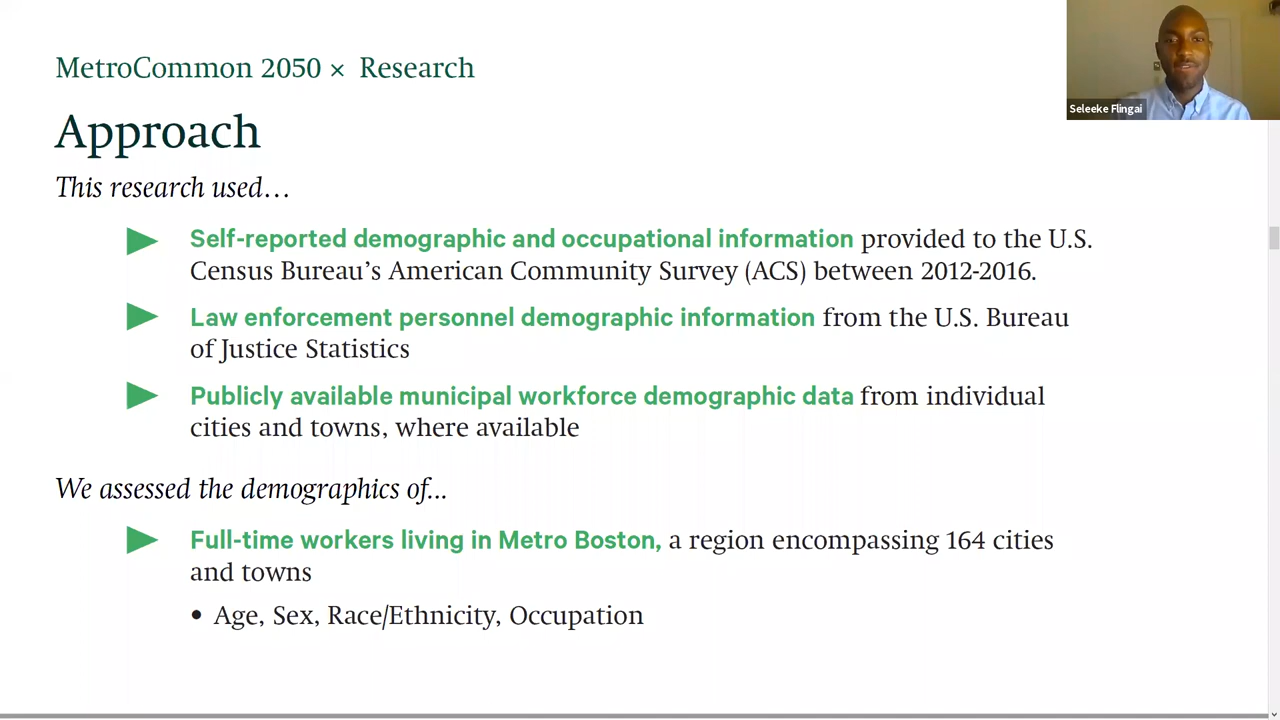 MetroCommon 2050 × Research
Seleeke Flingai
Approach
This research used…
Self-reported demographic and occupational information provided to the U.S.
Census Bureau’s American Community Survey (ACS) between 2012-2016.
Law enforcement personnel demographic information from the U.S. Bureau
of Justice Statistics
Publicly available municipal workforce demographic data from individual
cities and towns, where available
We assessed the demographics of...
Full-time workers living in Metro Boston, a region encompassing 164 cities
and towns
• Age, Sex, Race/Ethnicity, Occupation